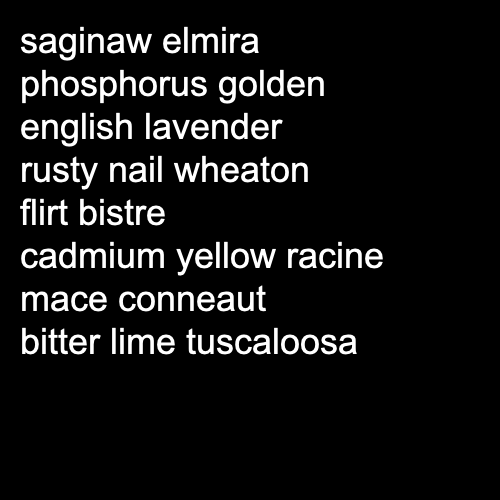 saginaw elmira
phosphorus golden
english lavender
rusty nail wheaton
flirt bistre
cadmium yellow racine
mace conneaut
bitter lime tuscaloosa